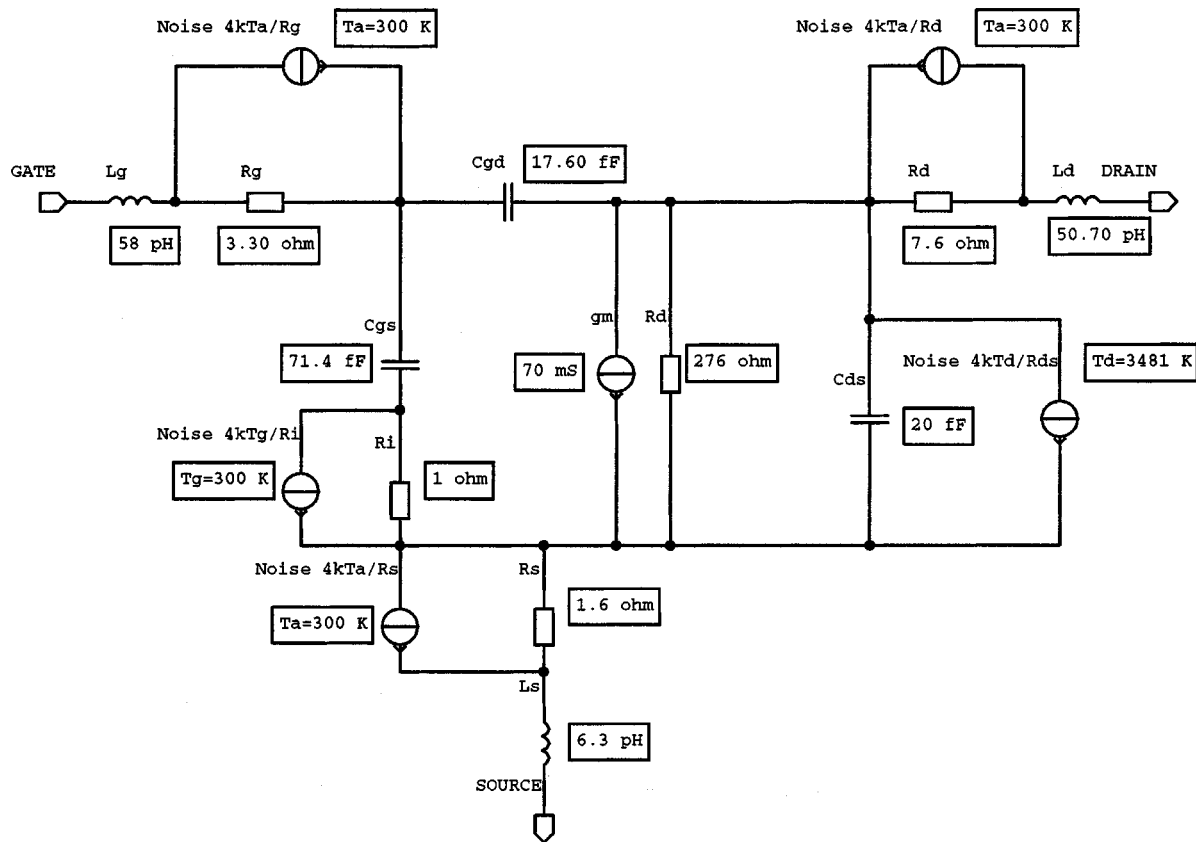 Noise 4kTa/Rg
Ta=300 K
Noise 4kTa/Rd
Ta=300 K
GATE
Lg
Rg
Cgd
17.60 fF
Rd
Ld
DRAIN
58 pH
3.30 ohm
7.6 ohm
50.70 pH
Cgs
gm
Rd
71.4 fF
70 mS
276 ohm
Noise 4kTd/Rds
Td=3481 K
Cds
20 fF
Noise 4kTg/Ri
Ri
Tg=300 K
1 ohm
Noise 4kTa/Rs
Rs
Ta=300 K
1.6 ohm
Ls
6.3 pH
SOURCE